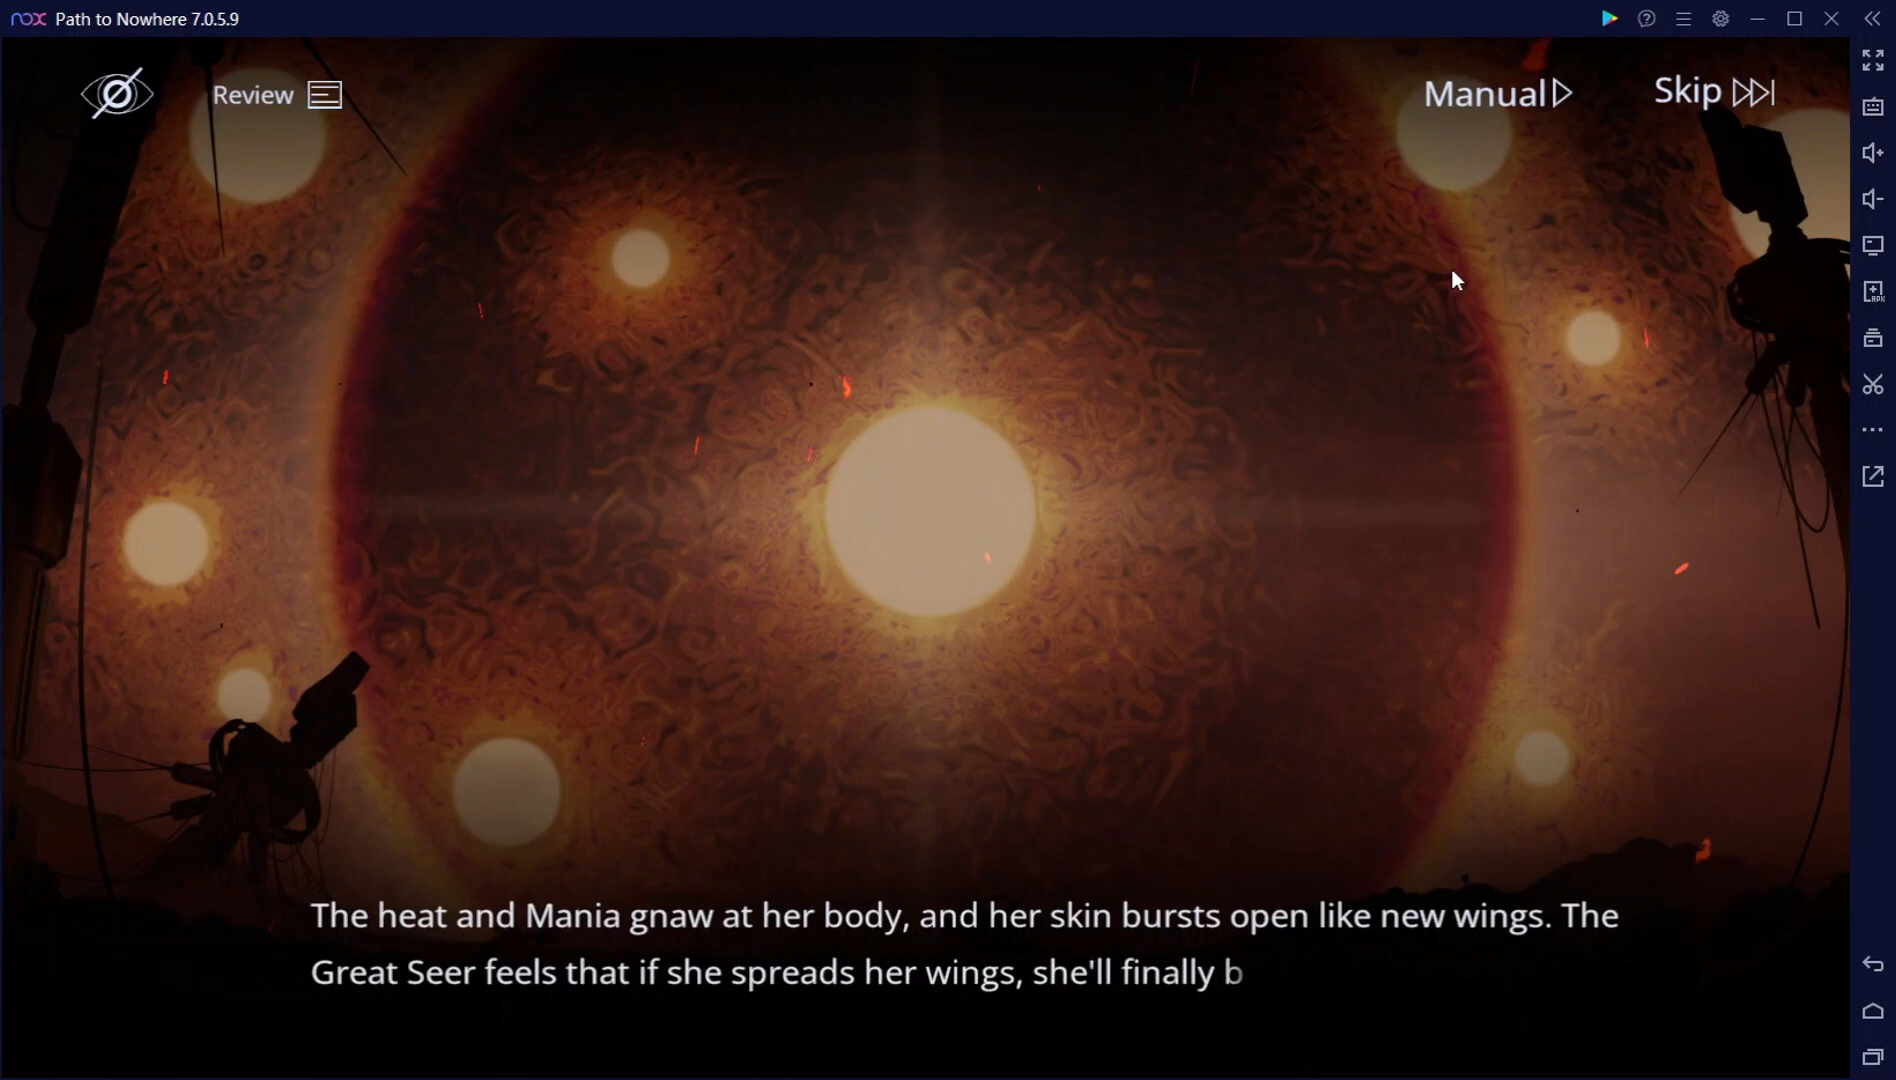 nox Path to Nowhere 7.0.5.9
Review
Manual
Skip
The heat and Mania gnaw at her body, and her skin bursts open like new wings. The
Great Seer feels that if she spreads her wings, she'll finally b